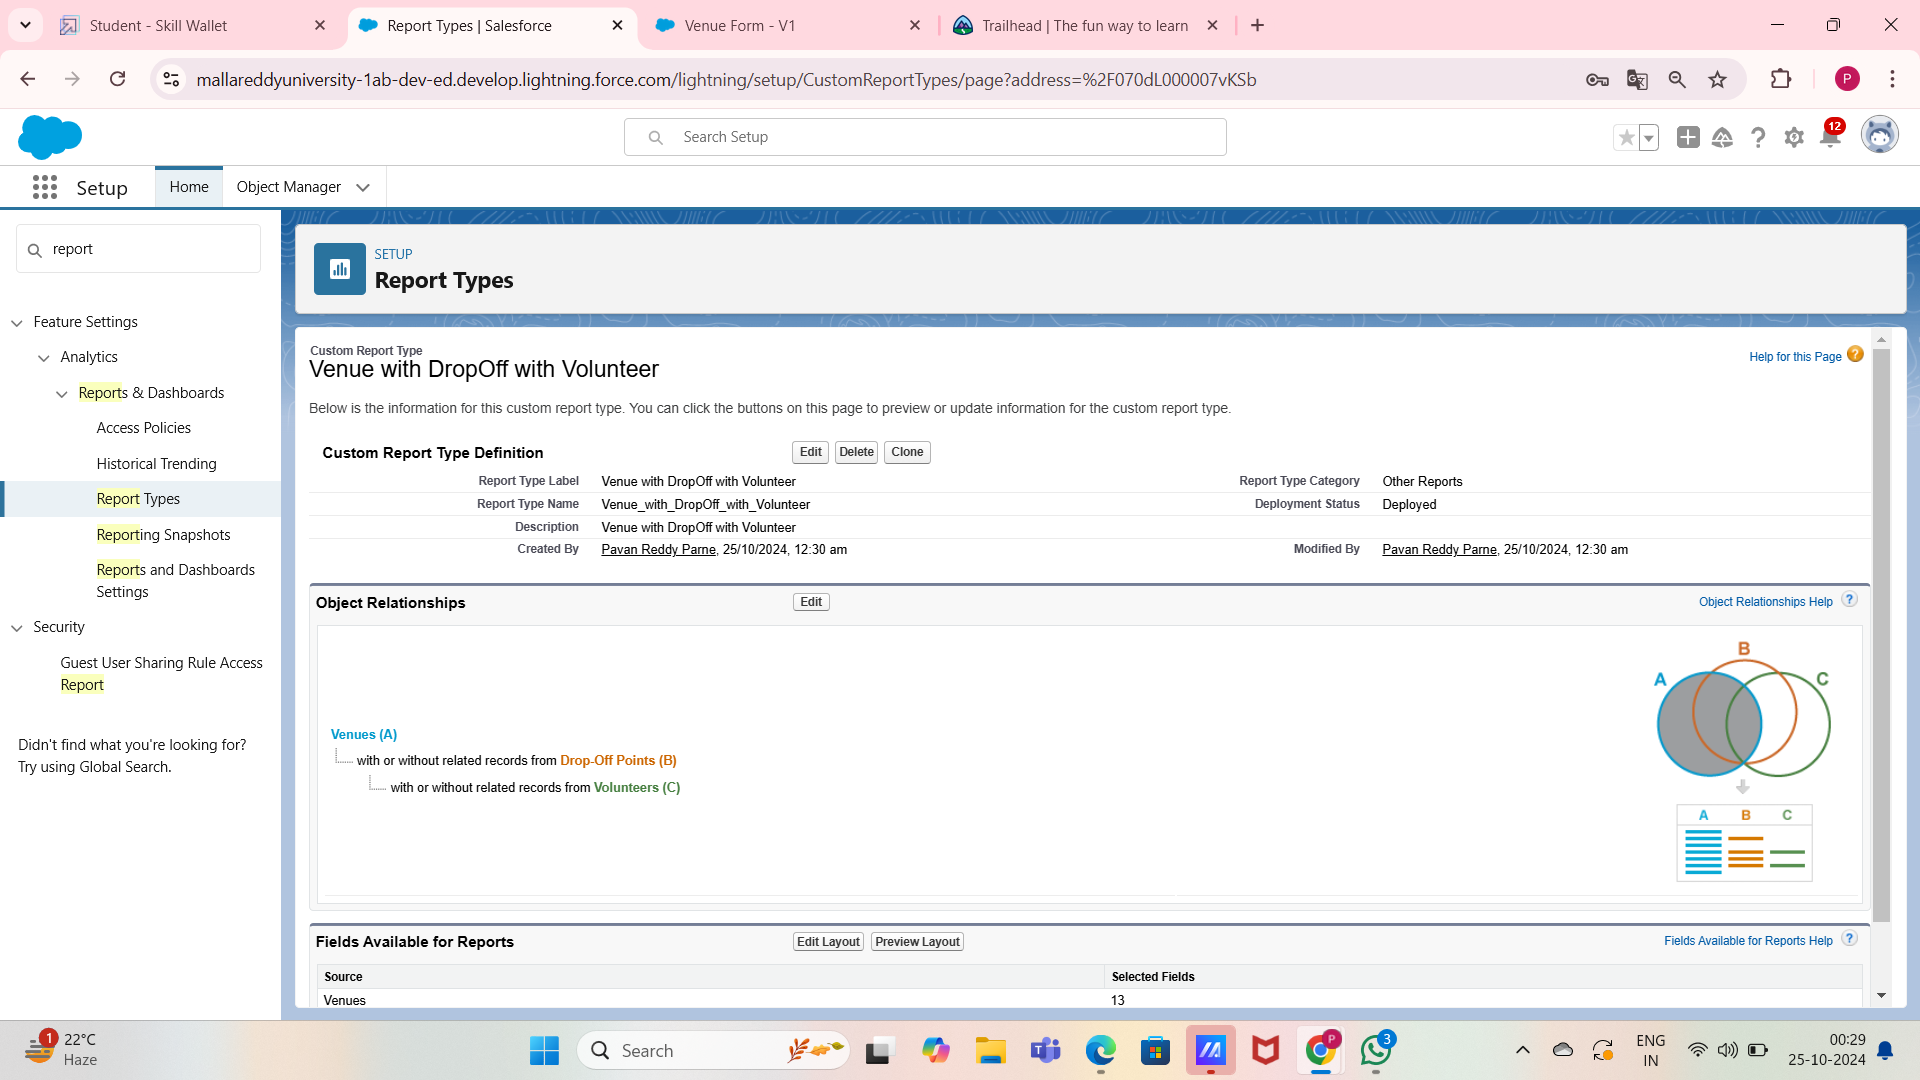 Student - Skill Wallet
Report Types | Salesforce
Venue Form - V1
Trailhead | The fun way to learn
mallareddyuniversity-1ab-dev-ed.develop.lightning.force.com/lightning/setup/CustomReportTypes/page?address=%2F070dL000007vKSb
P
Search Setup
12
Setup
Home
Object Manager
report
Feature Settings
Analytics
Reports & Dashboards
Access Policies
Historical Trending
Report Types
Reporting Snapshots
Reports and Dashboards
Settings
Security
Guest User Sharing Rule Access
Report
Didn't find what you're looking for?
Try using Global Search.
SETUP
Report Types
Custom Report Type
Venue with DropOff with Volunteer
Help for this Page ?
Below is the information for this custom report type. You can click the buttons on this page to preview or update information for the custom report type.
Custom Report Type Definition Edit Delete Clone
Report Type Label Venue with DropOff with Volunteer Report Type Category Other Reports
Report Type Name Venue_with_DropOff_with_Volunteer Deployment Status Deployed
Description Venue with DropOff with Volunteer
Created By Pavan Reddy Parne, 25/10/2024, 12:30 am Modified By Pavan Reddy Parne, 25/10/2024, 12:30 am
Object Relationships Edit Object Relationships Help ?
Venues (A)
with or without related records from Drop-Off Points (B)
with or without related records from Volunteers (C)
B
A C
A B C
Fields Available for Reports Edit Layout Preview Layout Fields Available for Reports Help ?
Source Selected Fields
Venues 13
1
22°C
Haze
Search
P
3
ENG
IN
00:29
25-10-2024